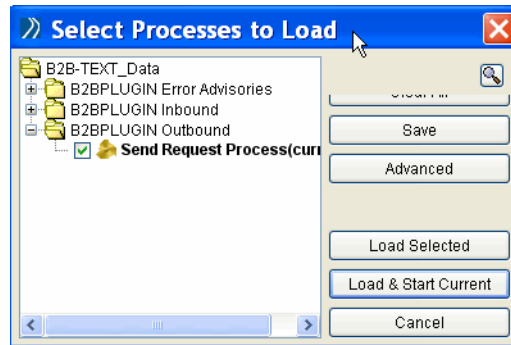 Select Processes to Load
B2B-TEXT_Data
B2BPLUGIN Error Advisories
B2BPLUGIN Inbound
B2BPLUGIN Outbound
Send Request Process(curr
Save
Advanced
Load Selected
Load & Start Current
Cancel